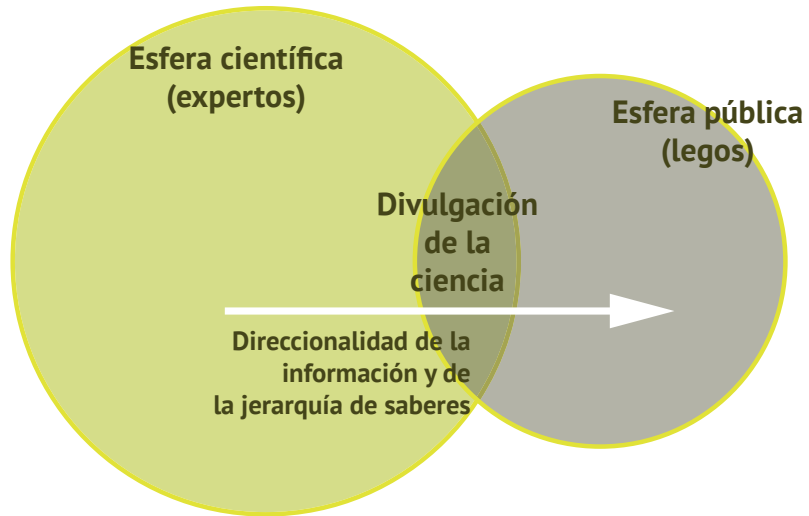 Esfera científica
(expertos)
Esfera pública
(legos)
Divulgación
de la
ciencia
Direccionalidad de la
información y de
la jerarquía de saberes